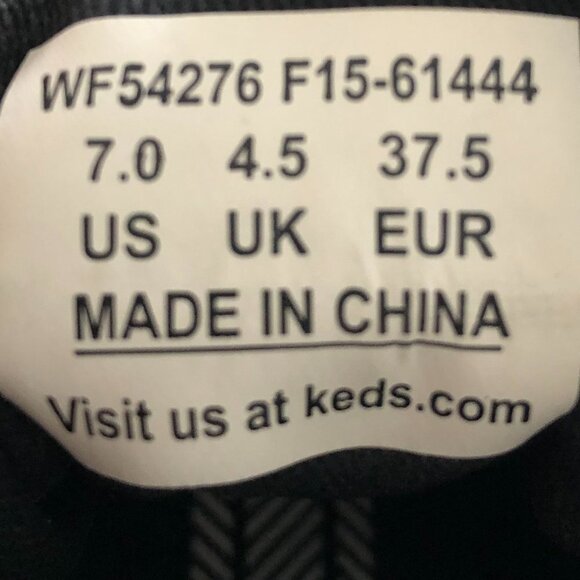 WF54276 F15-61444
7.0 4.5 37.5
US UK EUR
MADE IN CHINA
Visit us at keds.com